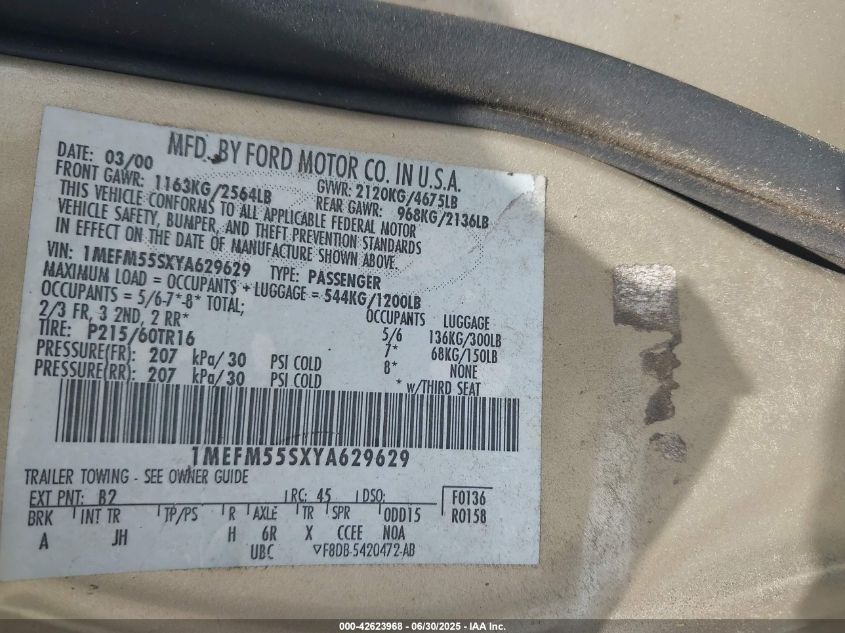 MFD. BY FORD MOTOR CO. IN U.S.A.
DATE: 03/00 GVWR: 2120KG/4675LB
FRONT GAWR: 1163KG/2564LB REAR GAWR: 968KG/2136LB
THIS VEHICLE CONFORMS TO ALL APPLICABLE FEDERAL MOTOR
VEHICLE SAFETY, BUMPER, AND THEFT PREVENTION STANDARDS
IN EFFECT ON THE DATE OF MANUFACTURE SHOWN ABOVE.
VIN: 1MEFM55SXYA629629 TYPE: PASSENGER
MAXIMUM LOAD = OCCUPANTS + LUGGAGE = 544KG/1200LB
OCCUPANTS = 5/6-7*-8* TOTAL; OCCUPANTS LUGGAGE
2/3 FR, 3 2ND, 2 RR* 5/6 136KG/300LB
TIRE: P215/60TR16 7* 68KG/150LB
PRESSURE(FR) 207 kPa/ 30 PSI COLD 8* NONE
PRESSURE(RR) 207 kPa/ 30 PSI COLD * w/THIRD SEAT
1MEFM55SXYA629629
TRAILER TOWING - SEE OWNER GUIDE
EXT PNT: B2 RC: 45 DSO: F0136
BRK INT TR TP/PS R AXLE TR SPR ODD15 R0158
A JH H 6R X CCEE NOA
UBC ▽F8DB-5420472-AB
000-42623968 - 06/30/2025 - IAA Inc.